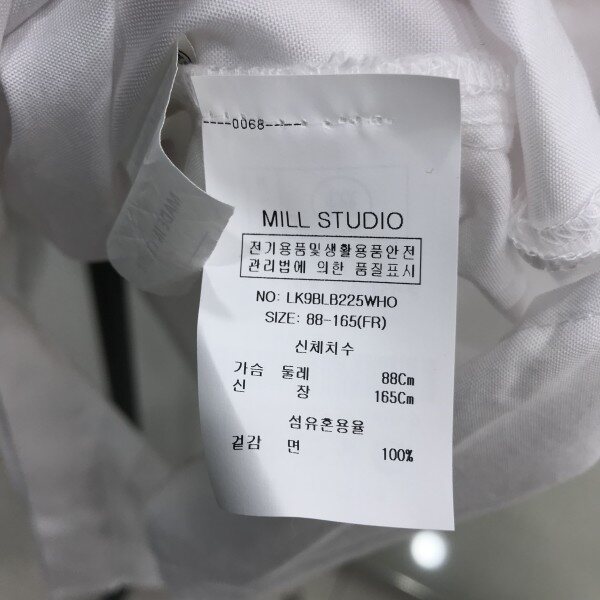 ----0068----
MILL STUDIO
전기용품및생활용품안전
관리법에 의한 품질표시
NO: LK9BLB225WHO
SIZE: 88-165(FR)
신체치수
가슴 둘레 88Cm
신 장 165Cm
섬유혼용율
겉감 면 100%